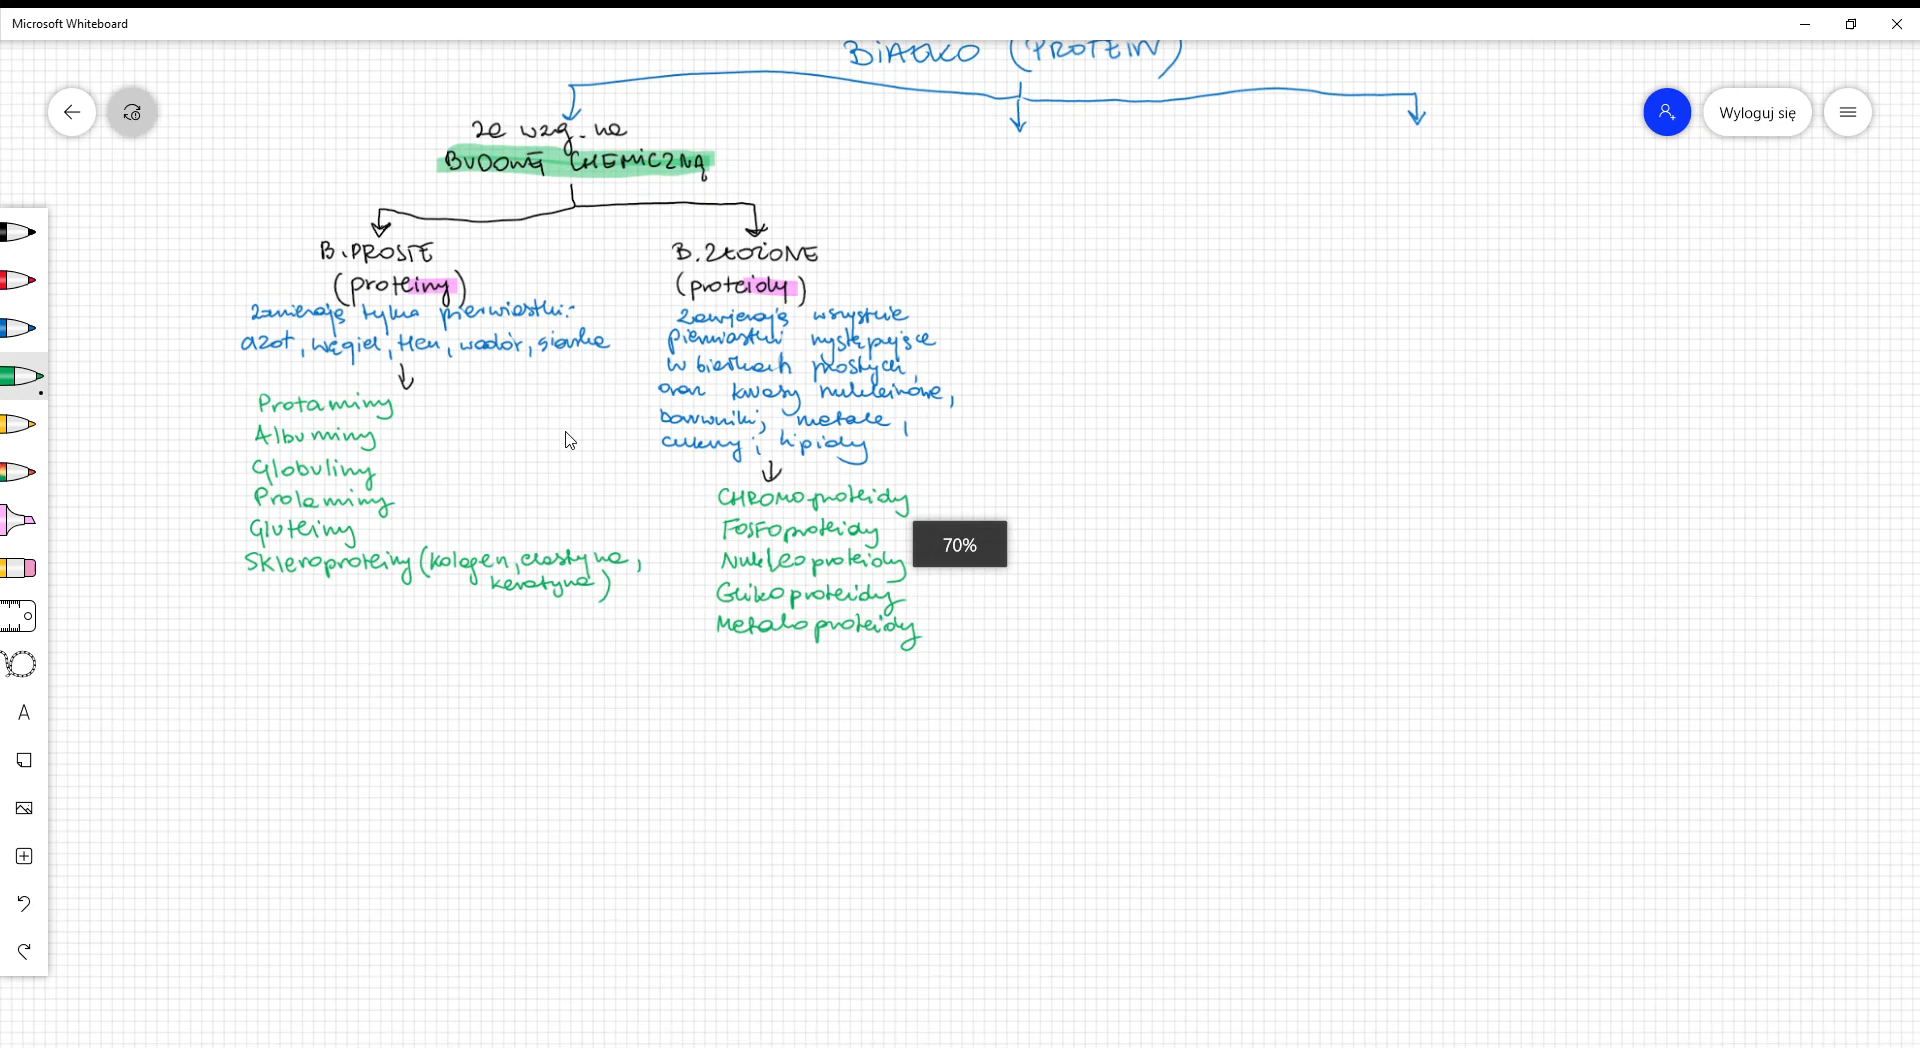 Microsoft Whiteboard
BIAŁKO (PROTEIN)
Wyloguj się
ze wzg. na
BUDOWĘ CHEMICZNĄ
B. PROSTE
(proteiny)
zawierają tylko pierwiastki:
azot, węgiel, tlen, wodór, siarka
Protaminy
Albuminy
Globuliny
Prolaminy
Gluteiny
Skleroproteiny (kolagen, elastyna,
keratyna)
B. ZŁOŻONE
(proteidy)
zawierają wszystkie
pierwiastki występujące
w białkach prostych,
oraz kwasy nukleinowe,
barwniki, metale,
cukry i lipidy
CHROMOproteidy
FOSFOproteidy
Nukleoproteidy
Glikoproteidy
Metaloproteidy
70%
A